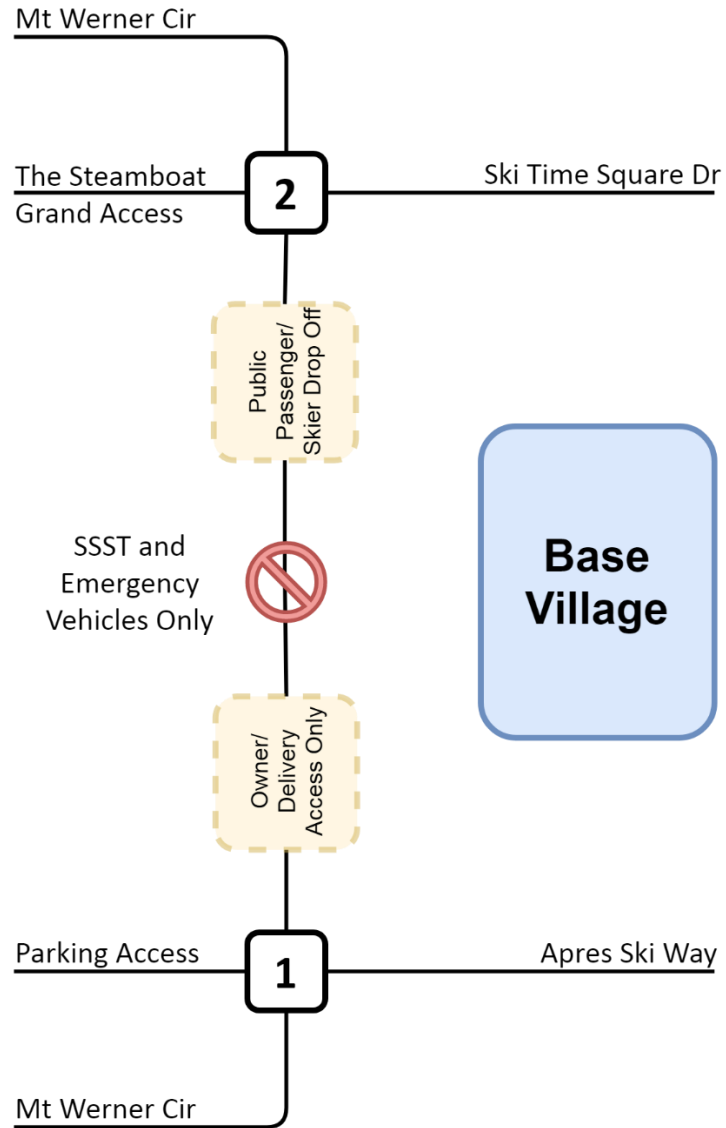 Mt Werner Cir
The Steamboat
Grand Access
2
Ski Time Square Dr
Public
Passenger/
Skier Drop Off
SSST and
Emergency
Vehicles Only
Base
Village
Owner/
Delivery
Access Only
Parking Access
1
Apres Ski Way
Mt Werner Cir